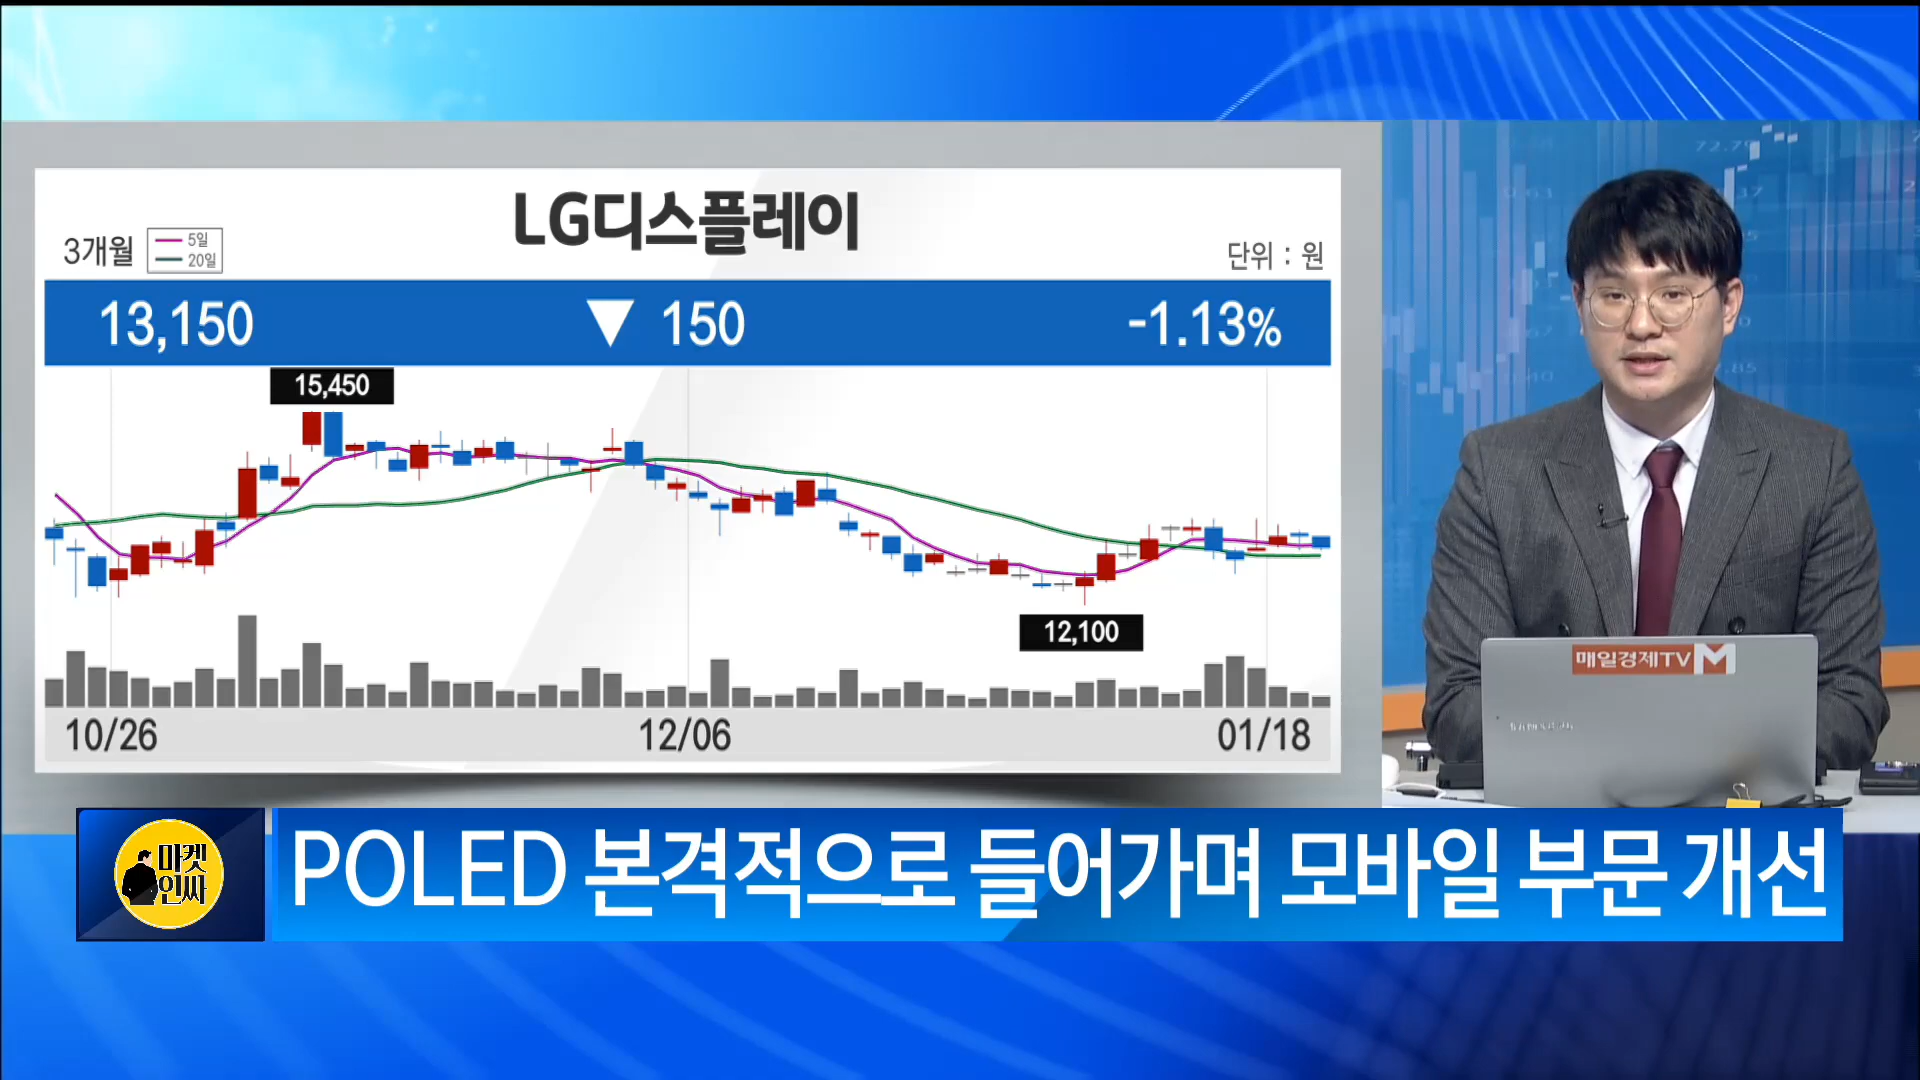 LG디스플레이
3개월
5일
20일
단위 : 원
13,150 ▼ 150 -1.13%
15,450
12,100
10/26 12/06 01/18
매일경제TV M
마켓
인싸
POLED 본격적으로 들어가며 모바일 부문 개선